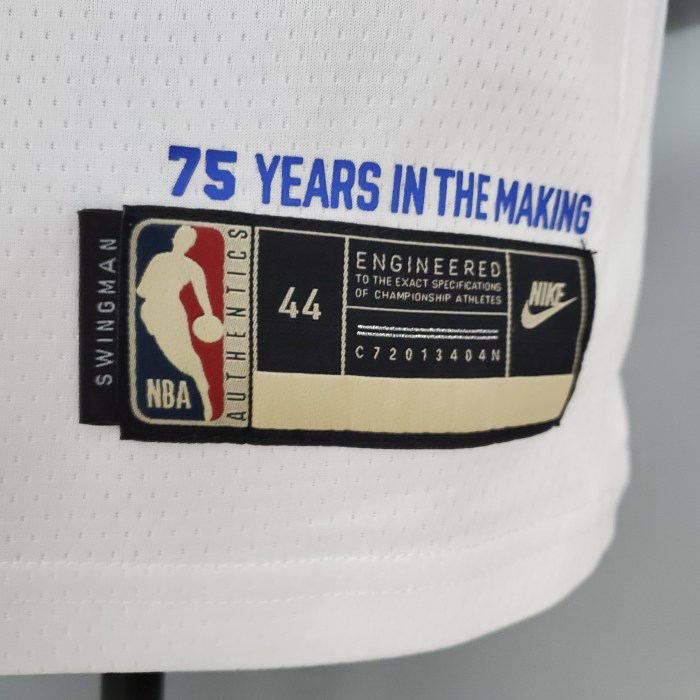 75 YEARS IN THE MAKING
SWINGMAN
NBA
AUTHENTICS
44
ENGINEERED
TO THE EXACT SPECIFICATIONS
OF CHAMPIONSHIP ATHLETES
C72013404N
NIKE